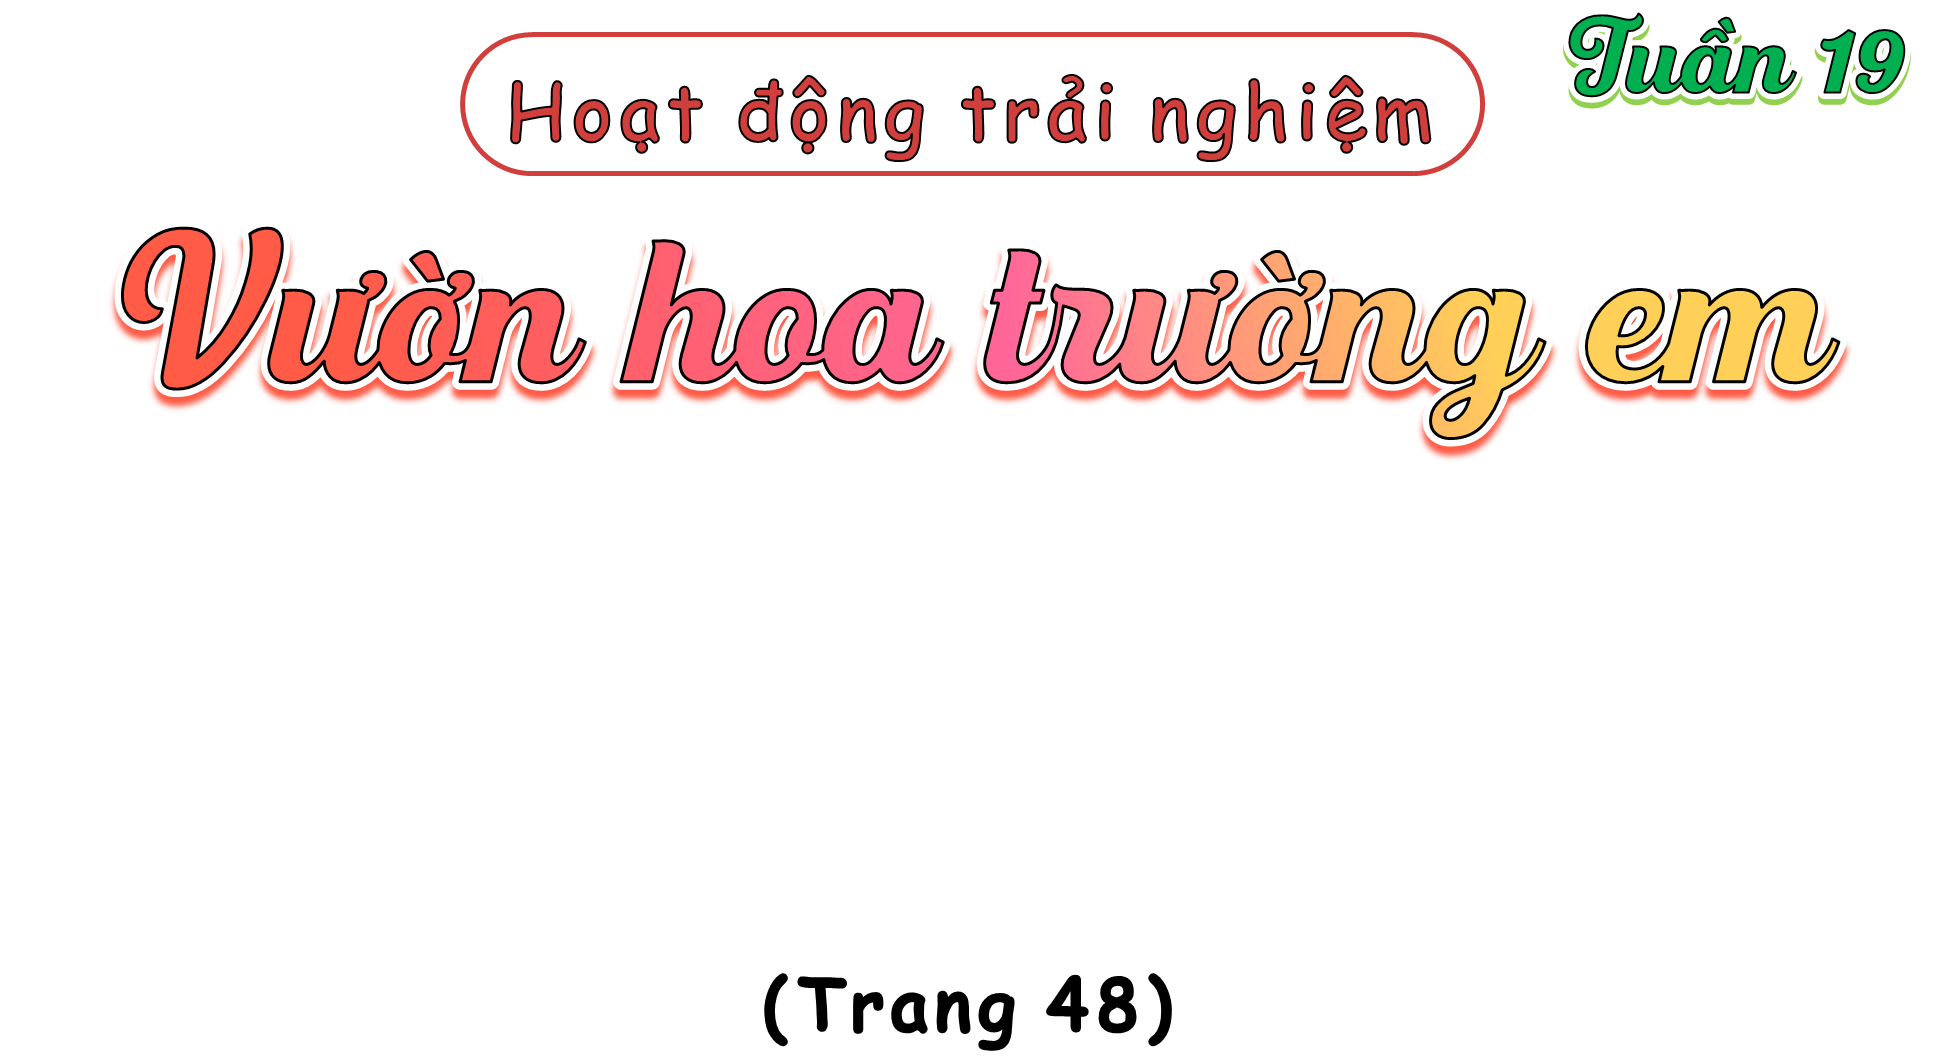 Tuần 19
Hoạt động trải nghiệm
Vườn hoa trường em
(Trang 48)